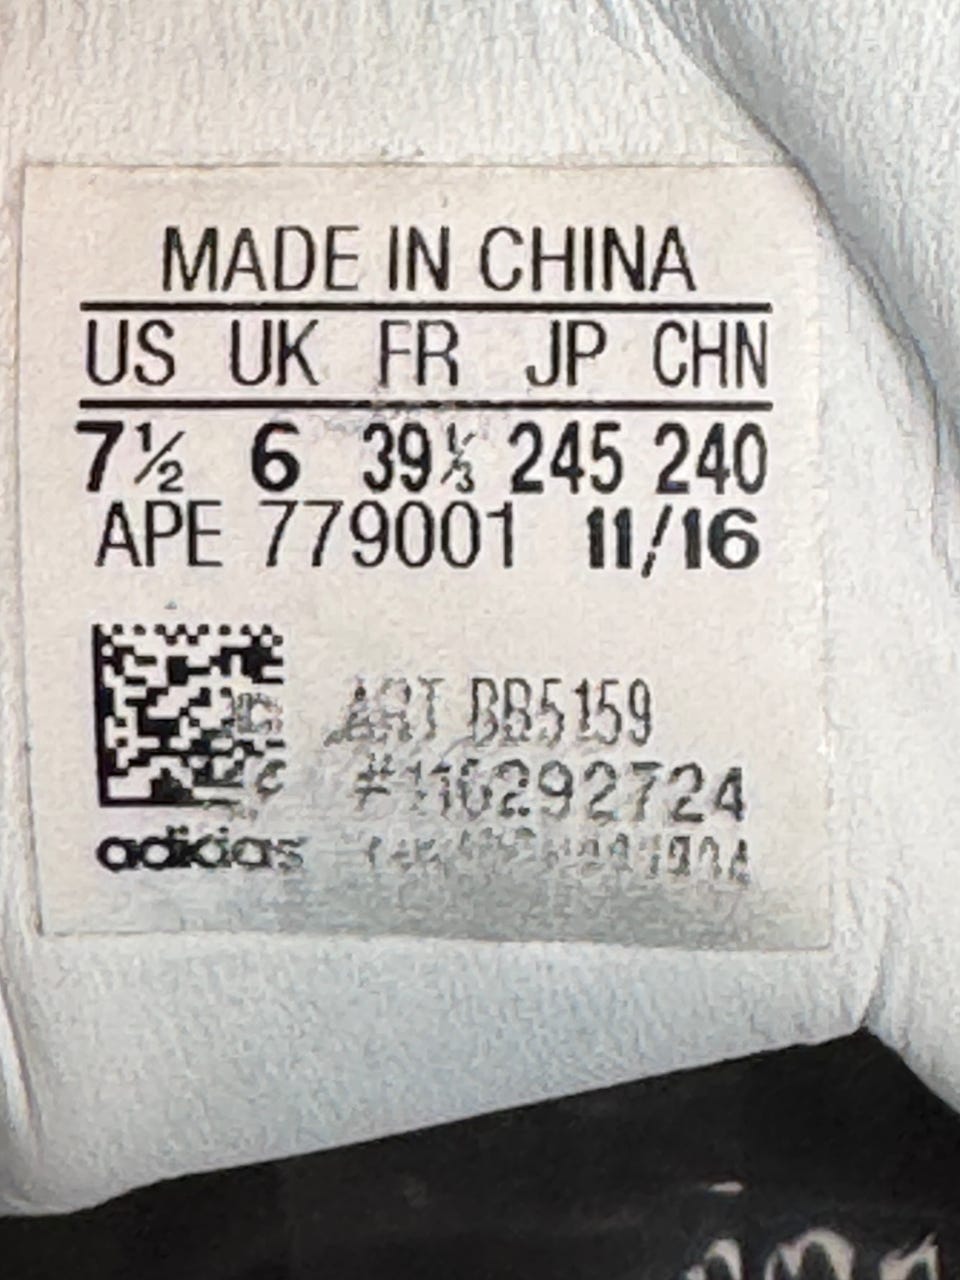 MADE IN CHINA
US UK FR JP CHN
7½ 6 39⅓ 245 240
APE 779001 11/16
ART BB5159
#116292724
adidas